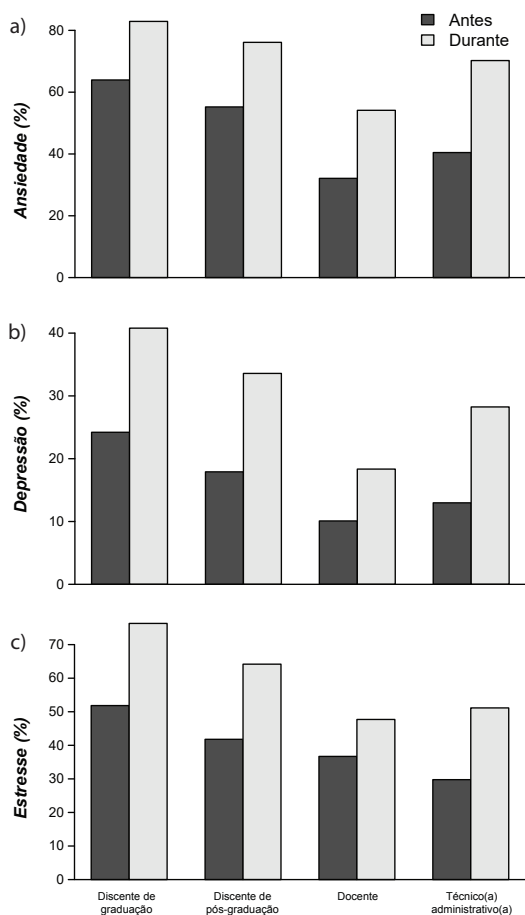 a)
Antes
Durante
Ansiedade (%)
80
60
40
20
0
b)
Depressão (%)
40
30
20
10
0
c)
Estresse (%)
70
60
50
40
30
20
10
0
Discente de
graduação
Discente de
pós-graduação
Docente
Técnico(a)
administrativo(a)